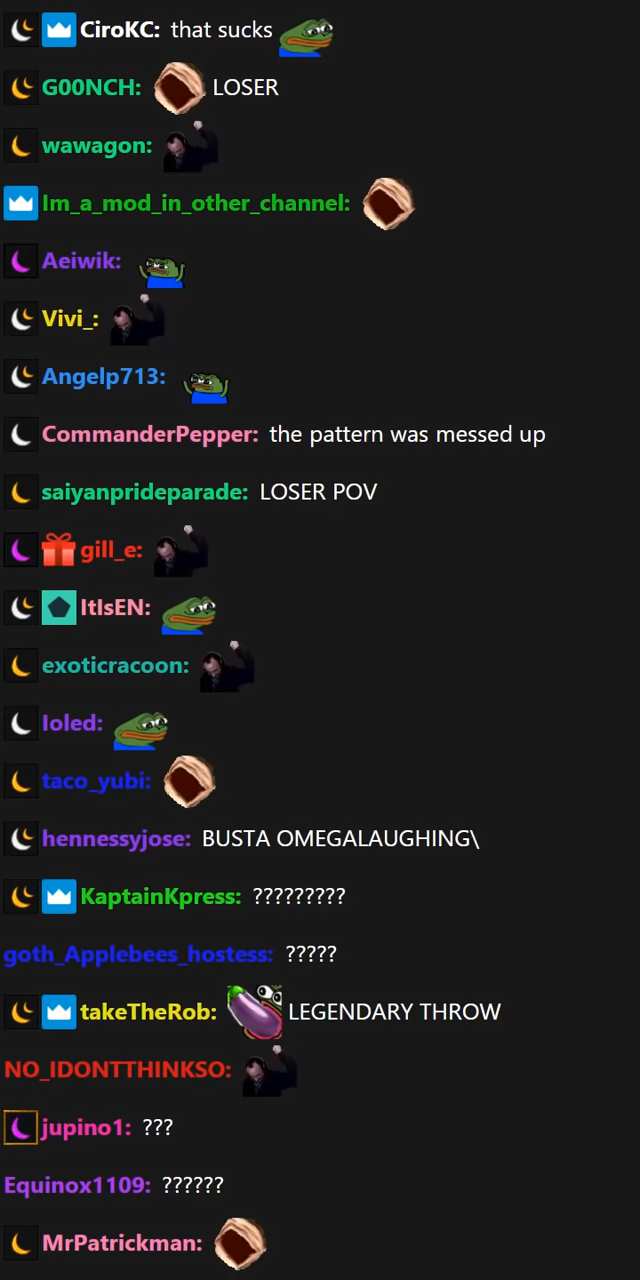 CiroKC: that sucks
G00NCH: LOSER
wawagon:
Im_a_mod_in_other_channel:
Aeiwik:
Vivi_:
Angelp713:
CommanderPepper: the pattern was messed up
saiyanprideparade: LOSER POV
gill_e:
ItIsEN:
exoticracoon:
loled:
taco_yubi:
hennessyjose: BUSTA OMEGALAUGHING\
KaptainKpress: ?????????
goth_Applebees_hostess: ?????
takeTheRob: LEGENDARY THROW
NO_IDONTTHINKSO:
jupino1: ???
Equinox1109: ??????
MrPatrickman: